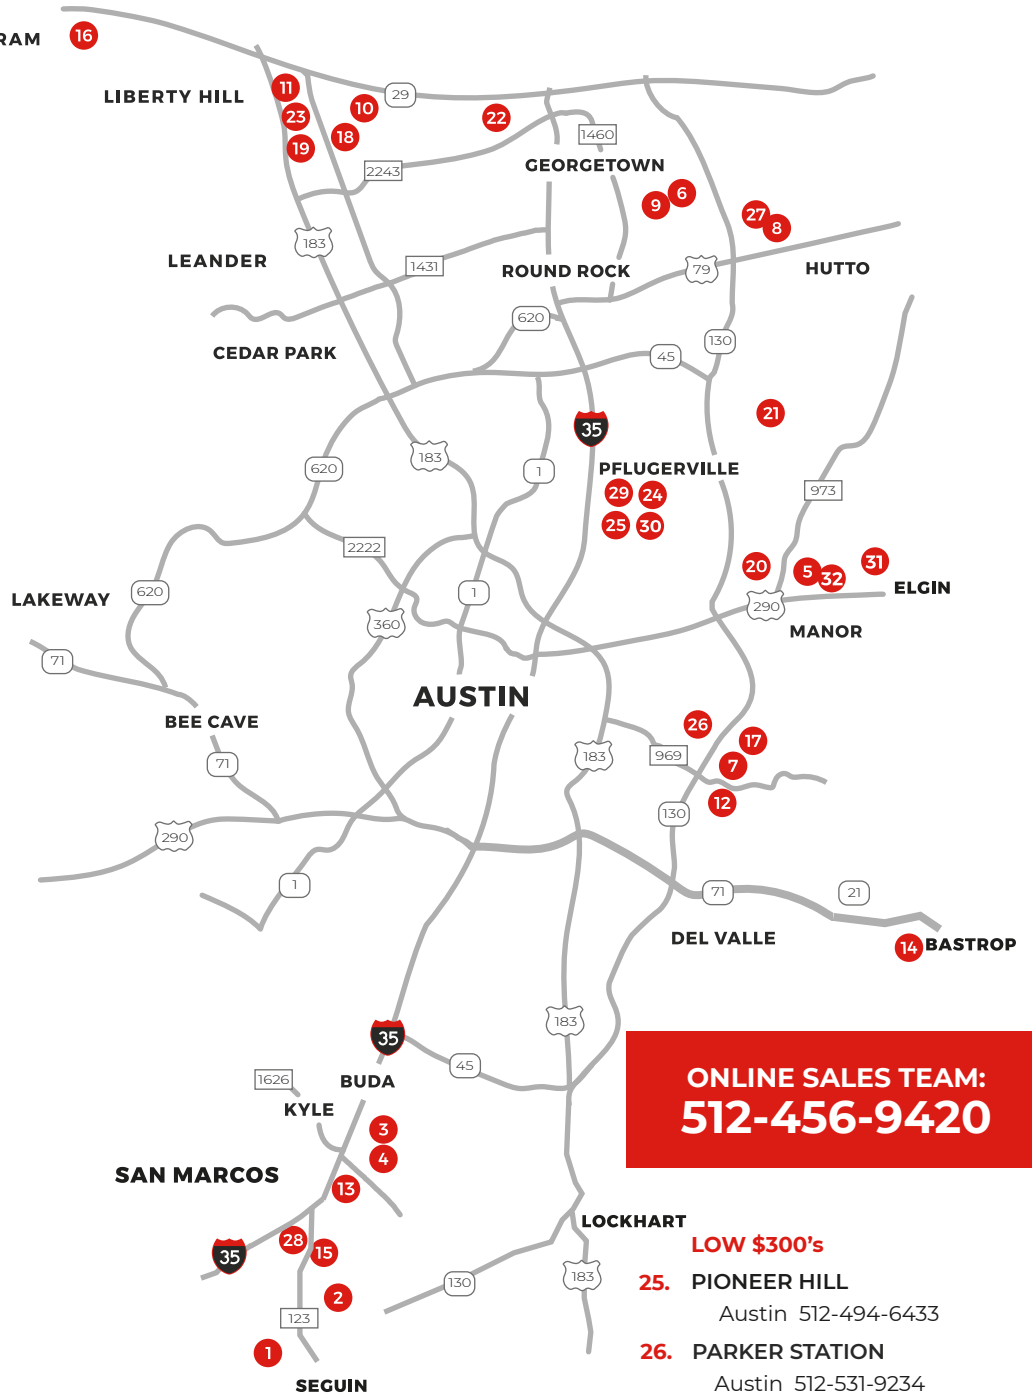 RAM
16
LIBERTY HILL
11
10
29
23
22
18
19
1460
2243
GEORGETOWN
9
6
27
8
183
LEANDER
1431
ROUND ROCK
79
HUTTO
620
CEDAR PARK
45
130
21
35
183
620
1
PFLUGERVILLE
29
24
973
25
30
2222
20
5
32
31
ELGIN
LAKEWAY
620
1
360
290
MANOR
71
AUSTIN
BEE CAVE
26
17
183
969
7
71
12
130
290
1
71
21
DEL VALLE
14
BASTROP
183
35
45
1626
BUDA
KYLE
ONLINE SALES TEAM:
512-456-9420
3
4
SAN MARCOS
13
LOCKHART
28
15
35
LOW $300's
183
130
2
25. PIONEER HILL
Austin 512-494-6433
123
1
26. PARKER STATION
SEGUIN
Austin 512-531-9234